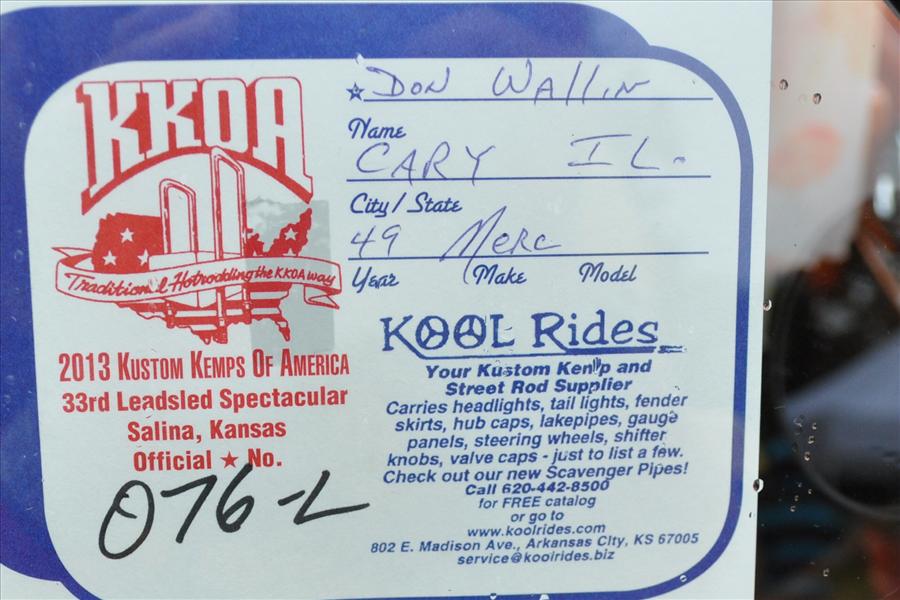 KKOA
Traditional Hotrodding the KKOA way
2013 Kustom Kemps Of America
33rd Leadsled Spectacular
Salina, Kansas
Official ★ No.
076-L
Don Wallin
Name
CARY IL.
City/State
49 Merc
Year Make Model
KOOL Rides
Your Kustom Kemp and
Street Rod Supplier
Carries headlights, tail lights, fender
skirts, hub caps, lakepipes, gauge
panels, steering wheels, shifter
knobs, valve caps - just to list a few.
Check out our new Scavenger Pipes!
Call 620-442-8500
for FREE catalog
or go to
www.koolrides.com
802 E. Madison Ave., Arkansas City, KS 67005
service@koolrides.biz